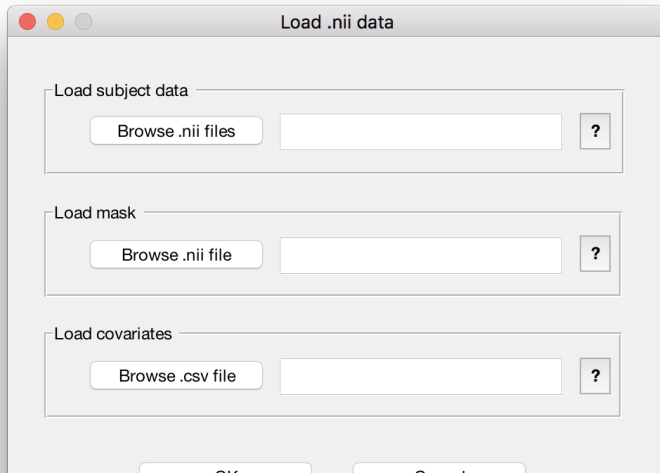 Load .nii data
Load subject data
Browse .nii files
?
Load mask
Browse .nii file
?
Load covariates
Browse .csv file
?